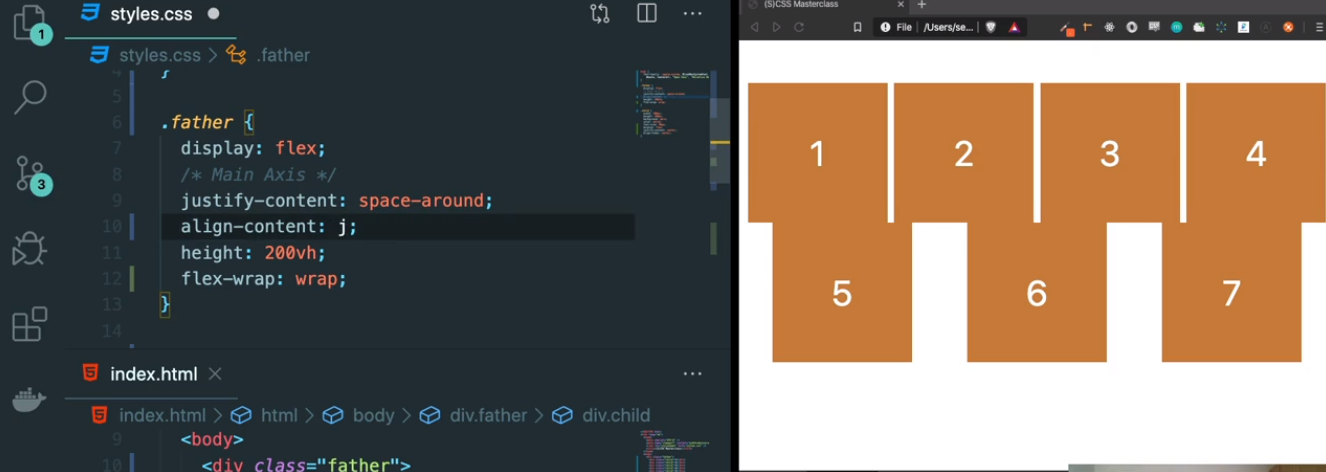 styles.css
(S)CSS Masterclass
File /Users/se...
1
styles.css > .father
4 }
5
6 .father {
7 display: flex;
8 /* Main Axis */
9 justify-content: space-around;
10 align-content: j;
11 height: 200vh;
12 flex-wrap: wrap;
13 }
14
3
1 2 3 4
5 6 7
index.html
index.html > html > body > div.father > div.child
9 <body>
10 <div class="father">